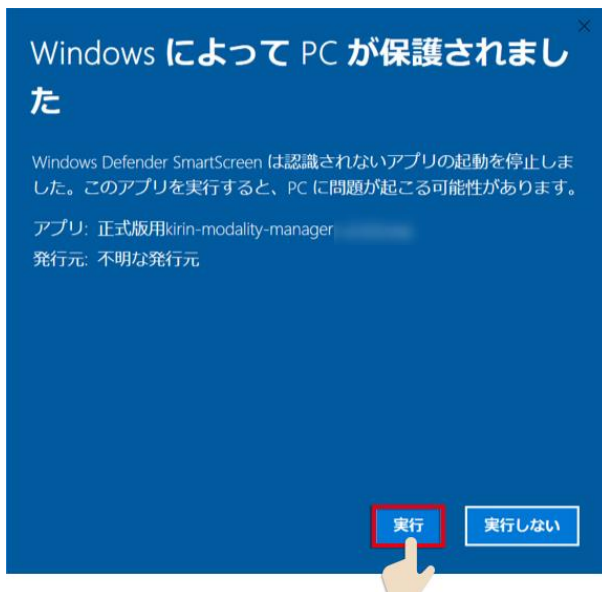 Windows によって PC が保護されまし
た
Windows Defender SmartScreen は認識されないアプリの起動を停止しま
した。このアプリを実行すると、PC に問題が起こる可能性があります。
アプリ: 正式版用kirin-modality-manager
発行元: 不明な発行元
実行 実行しない